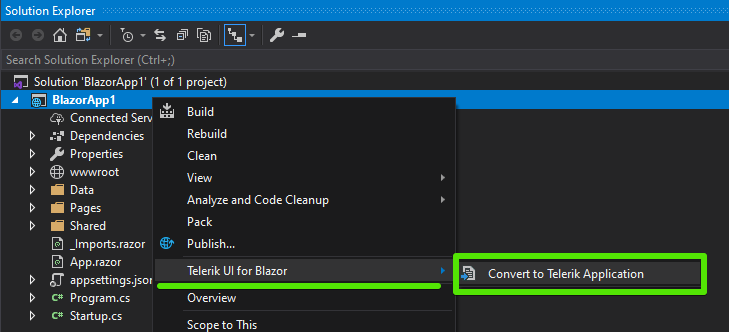 Solution Explorer
Search Solution Explorer (Ctrl+;)
Solution 'BlazorApp1' (1 of 1 project)
BlazorApp1
Connected Serv
Dependencies
Properties
wwwroot
Data
Pages
Shared
_Imports.razor
App.razor
appsettings.json
C# Program.cs
C# Startup.cs
Build
Rebuild
Clean
View
Analyze and Code Cleanup
Pack
Publish...
Telerik UI for Blazor
Overview
Scope to This
Convert to Telerik Application